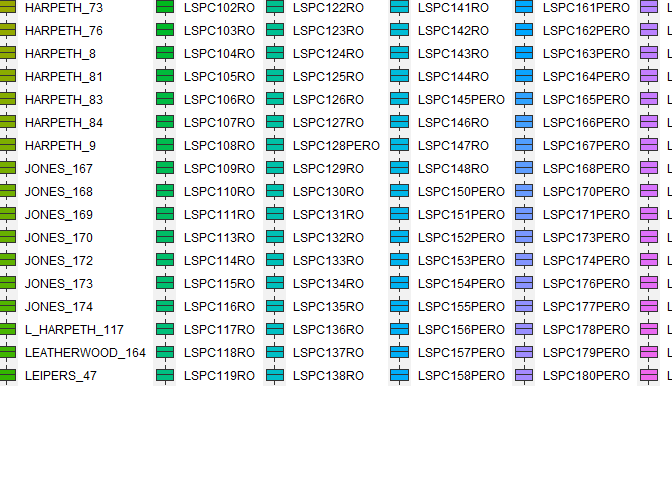 HARPETH_73 LSPC102RO LSPC122RO LSPC141RO LSPC161PERO
HARPETH_76 LSPC103RO LSPC123RO LSPC142RO LSPC162PERO
HARPETH_8 LSPC104RO LSPC124RO LSPC143RO LSPC163PERO
HARPETH_81 LSPC105RO LSPC125RO LSPC144RO LSPC164PERO
HARPETH_83 LSPC106RO LSPC126RO LSPC145PERO LSPC165PERO
HARPETH_84 LSPC107RO LSPC127RO LSPC146RO LSPC166PERO
HARPETH_9 LSPC108RO LSPC128PERO LSPC147RO LSPC167PERO
JONES_167 LSPC109RO LSPC129RO LSPC148RO LSPC168PERO
JONES_168 LSPC110RO LSPC130RO LSPC150PERO LSPC170PERO
JONES_169 LSPC111RO LSPC131RO LSPC151PERO LSPC171PERO
JONES_170 LSPC113RO LSPC132RO LSPC152PERO LSPC173PERO
JONES_172 LSPC114RO LSPC133RO LSPC153PERO LSPC174PERO
JONES_173 LSPC115RO LSPC134RO LSPC154PERO LSPC176PERO
JONES_174 LSPC116RO LSPC135RO LSPC155PERO LSPC177PERO
L_HARPETH_117 LSPC117RO LSPC136RO LSPC156PERO LSPC178PERO
LEATHERWOOD_164 LSPC118RO LSPC137RO LSPC157PERO LSPC179PERO
LEIPERS_47 LSPC119RO LSPC138RO LSPC158PERO LSPC180PERO